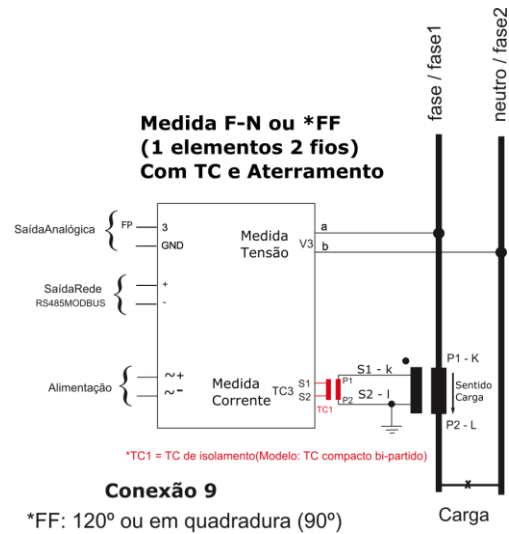 fase / fase1
neutro / fase2
Medida F-N ou *FF
(1 elementos 2 fios)
Com TC e Aterramento
SaídaAnalógica
FP
3
GND
Medida
Tensão
V3
a
b
SaídaRede
RS485MODBUS
+
-
Alimentação
~+
~-
Medida
Corrente
TC3
S1
S2
P1
P2
TC1
S1 - k
S2 - l
P1 - K
Sentido
Carga
P2 - L
*TC1 = TC de isolamento(Modelo: TC compacto bi-partido)
x
Conexão 9
Carga
*FF: 120º ou em quadratura (90º)